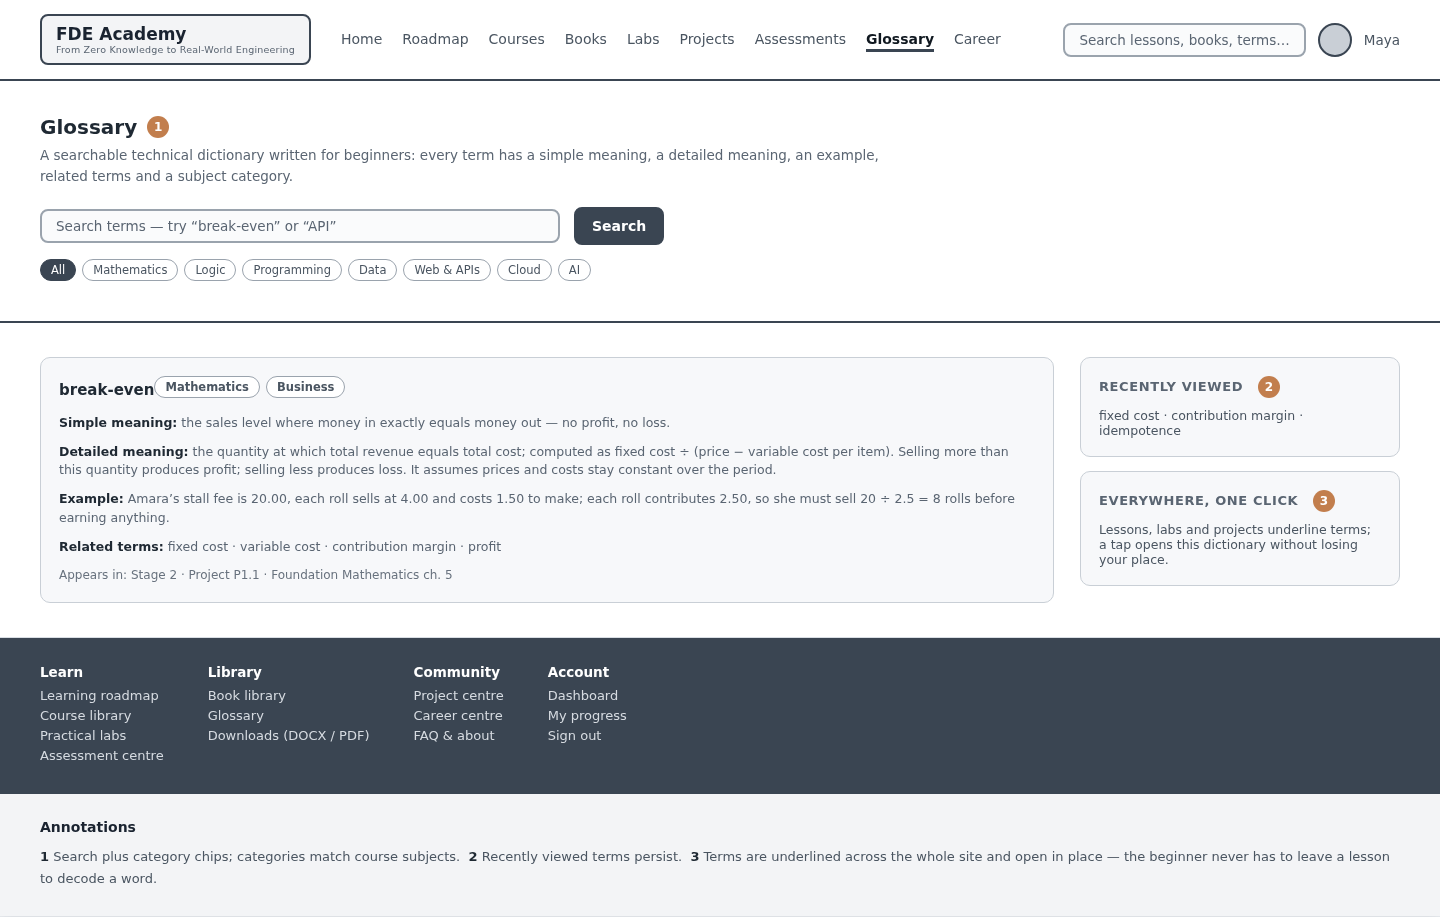 FDE Academy
From Zero Knowledge to Real-World Engineering
Home Roadmap Courses Books Labs Projects Assessments Glossary Career
Search lessons, books, terms…
Maya
Glossary 1
A searchable technical dictionary written for beginners: every term has a simple meaning, a detailed meaning, an example,
related terms and a subject category.
Search terms — try “break-even” or “API”
Search
All Mathematics Logic Programming Data Web & APIs Cloud AI
break-even Mathematics Business
Simple meaning: the sales level where money in exactly equals money out — no profit, no loss.
Detailed meaning: the quantity at which total revenue equals total cost; computed as fixed cost ÷ (price − variable cost per item). Selling more than
this quantity produces profit; selling less produces loss. It assumes prices and costs stay constant over the period.
Example: Amara’s stall fee is 20.00, each roll sells at 4.00 and costs 1.50 to make; each roll contributes 2.50, so she must sell 20 ÷ 2.5 = 8 rolls before
earning anything.
Related terms: fixed cost · variable cost · contribution margin · profit
Appears in: Stage 2 · Project P1.1 · Foundation Mathematics ch. 5
RECENTLY VIEWED 2
fixed cost · contribution margin ·
idempotence
EVERYWHERE, ONE CLICK 3
Lessons, labs and projects underline terms;
a tap opens this dictionary without losing
your place.
Learn
Learning roadmap
Course library
Practical labs
Assessment centre
Library
Book library
Glossary
Downloads (DOCX / PDF)
Community
Project centre
Career centre
FAQ & about
Account
Dashboard
My progress
Sign out
Annotations
1 Search plus category chips; categories match course subjects. 2 Recently viewed terms persist. 3 Terms are underlined across the whole site and open in place — the beginner never has to leave a lesson
to decode a word.